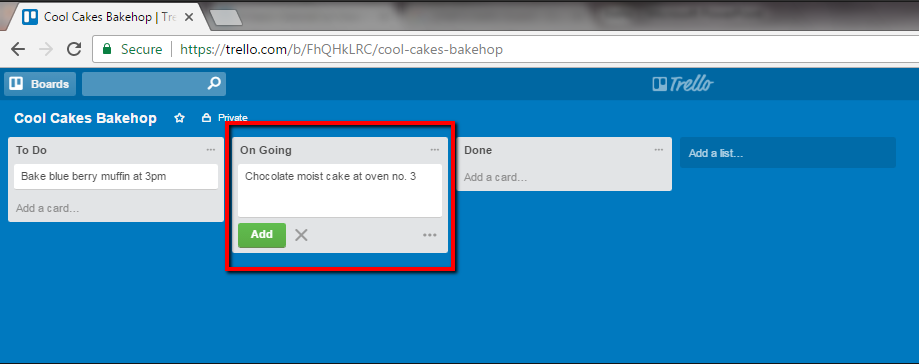 Cool Cakes Bakehop | Tre
Secure https://trello.com/b/FhQHkLRC/cool-cakes-bakehop
Boards
Trello
Cool Cakes Bakehop
Private
To Do
Bake blue berry muffin at 3pm
Add a card...
On Going
Chocolate moist cake at oven no. 3
Add
Done
Add a card...
Add a list...